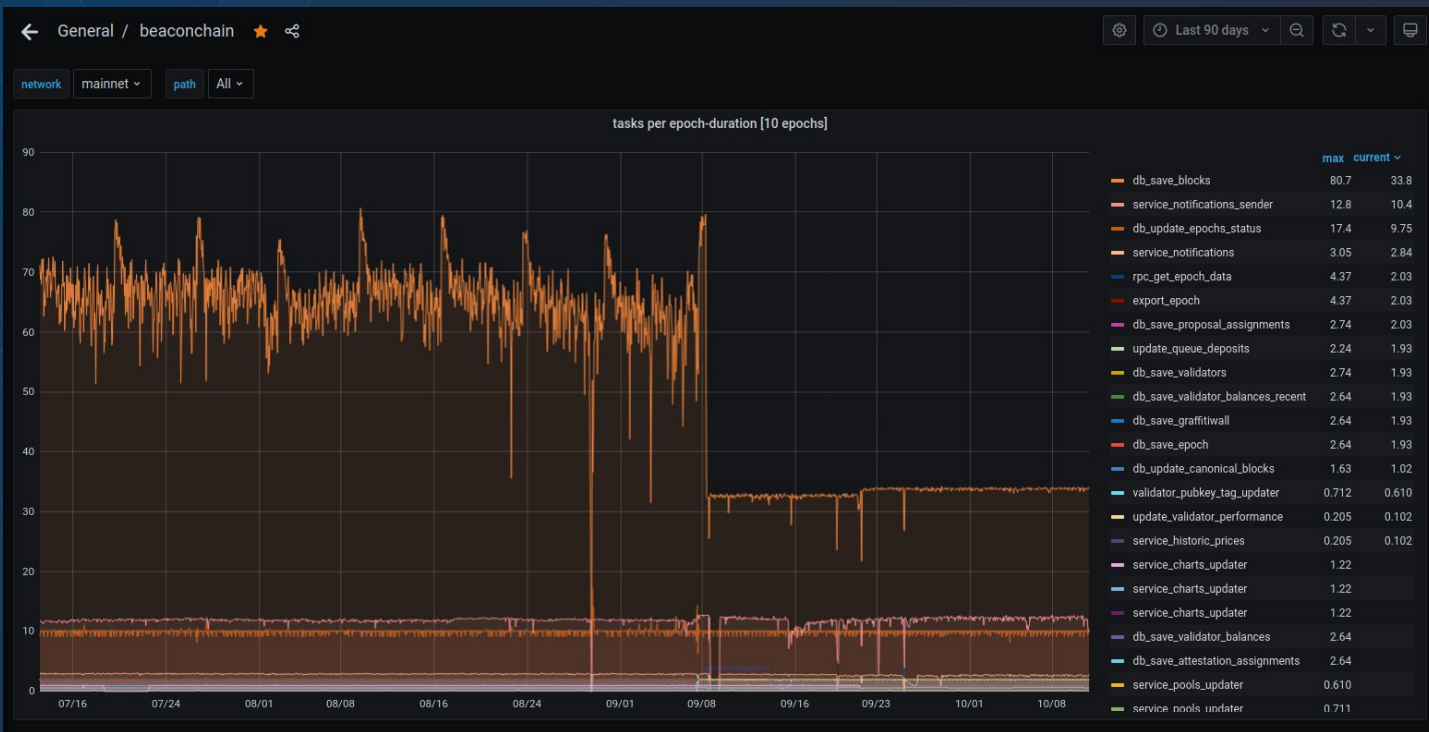 General / beaconchain
Last 90 days
network mainnet path All
tasks per epoch-duration [10 epochs]
90
80
70
60
50
40
30
20
10
0
07/16 07/24 08/01 08/08 08/16 08/24 09/01 09/08 09/16 09/23 10/01 10/08
max current
db_save_blocks 80.7 33.8
service_notifications_sender 12.8 10.4
db_update_epochs_status 17.4 9.75
service_notifications 3.05 2.84
rpc_get_epoch_data 4.37 2.03
export_epoch 4.37 2.03
db_save_proposal_assignments 2.74 2.03
update_queue_deposits 2.24 1.93
db_save_validators 2.74 1.93
db_save_validator_balances_recent 2.64 1.93
db_save_graffitiwall 2.64 1.93
db_save_epoch 2.64 1.93
db_update_canonical_blocks 1.63 1.02
validator_pubkey_tag_updater 0.712 0.610
update_validator_performance 0.205 0.102
service_historic_prices 0.205 0.102
service_charts_updater 1.22
service_charts_updater 1.22
service_charts_updater 1.22
db_save_validator_balances 2.64
db_save_attestation_assignments 2.64
service_pools_updater 0.610
service_pools_updater 0.711